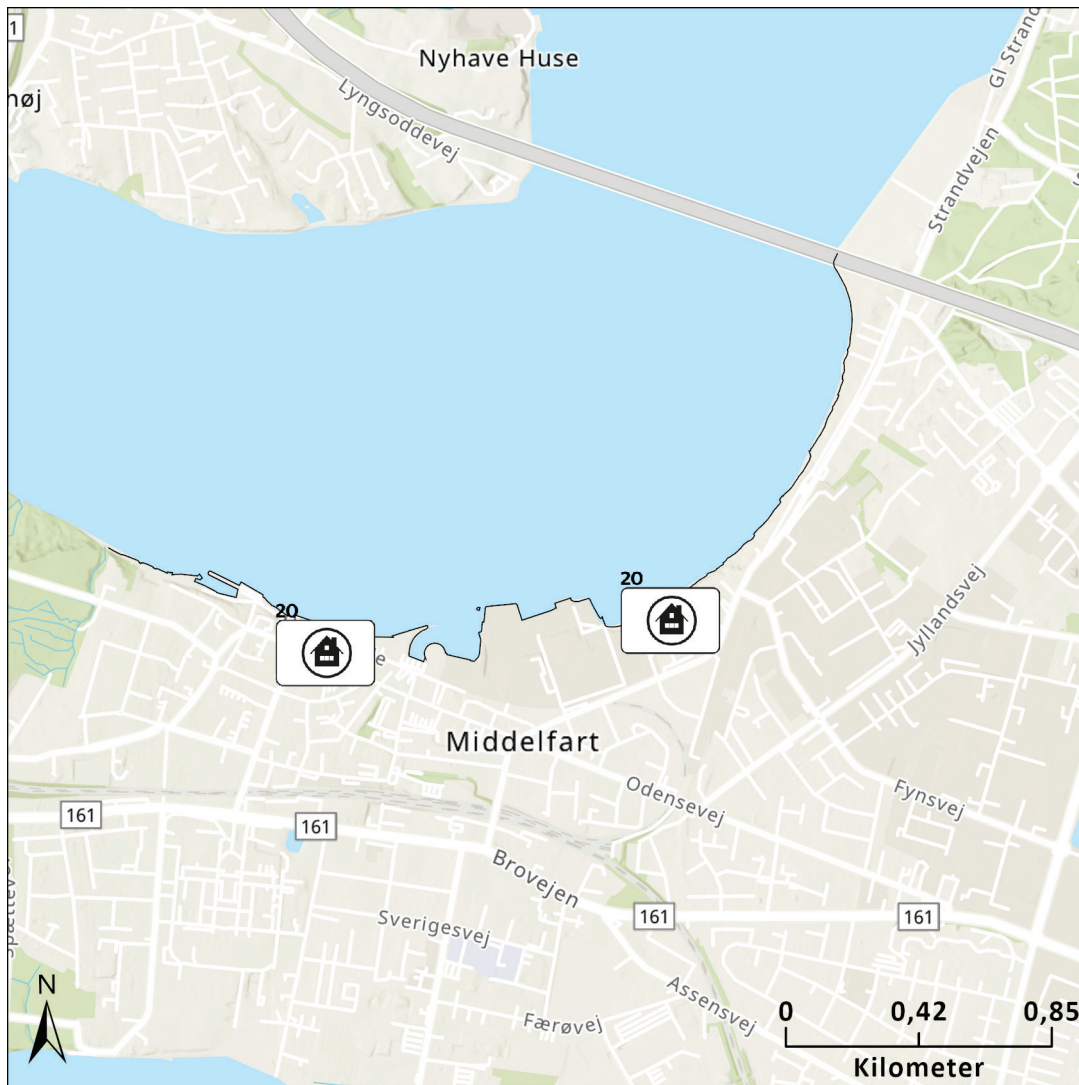 1
Nyhave Huse
Gl Strand
høj
Lyngsoddevej
Strandvejen
20
20
Jyllandsvej
Middelfart
Odensevej
Fynsvej
161
161
Brovejen
161
161
Sverigesvej
Assensvej
Færøvej
N
0 0,42 0,85
Kilometer